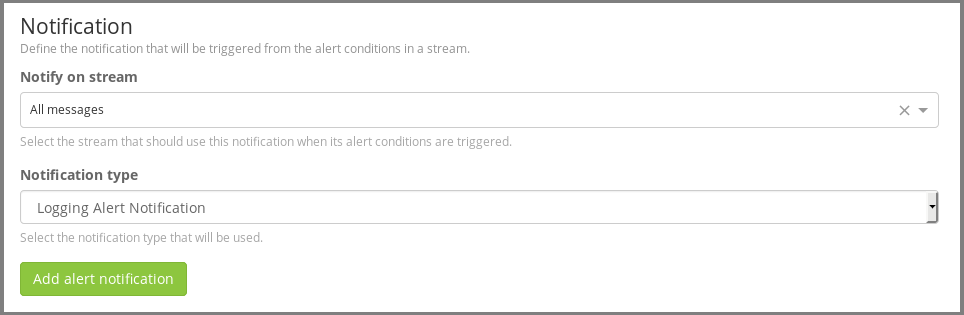 Notification
Define the notification that will be triggered from the alert conditions in a stream.
Notify on stream
All messages
Select the stream that should use this notification when its alert conditions are triggered.
Notification type
Logging Alert Notification
Select the notification type that will be used.
Add alert notification